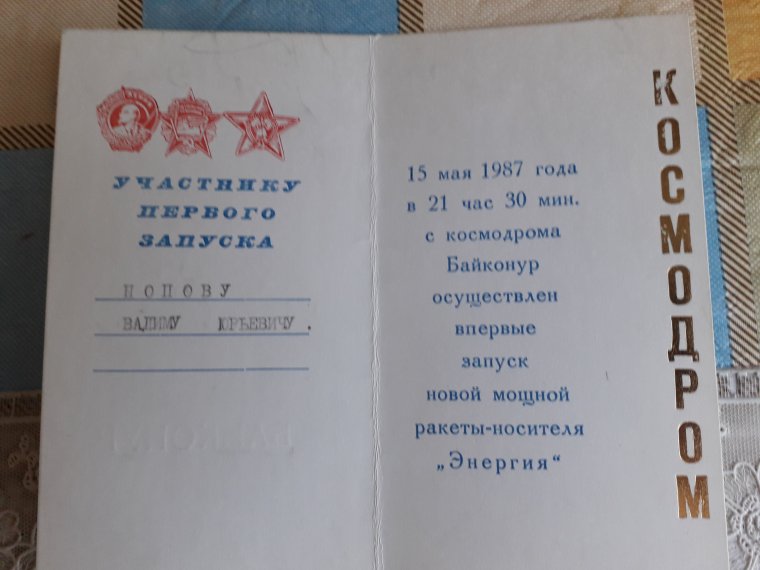 УЧАСТНИКУ
ПЕРВОГО
ЗАПУСКА
ПОПОВУ
ВАДИМУ ЮРЬЕВИЧУ.
15 мая 1987 года
в 21 час 30 мин.
с космодрома
Байконур
осуществлен
впервые
запуск
новой мощной
ракеты-носителя
„Энергия“
КОСМОДРОМ